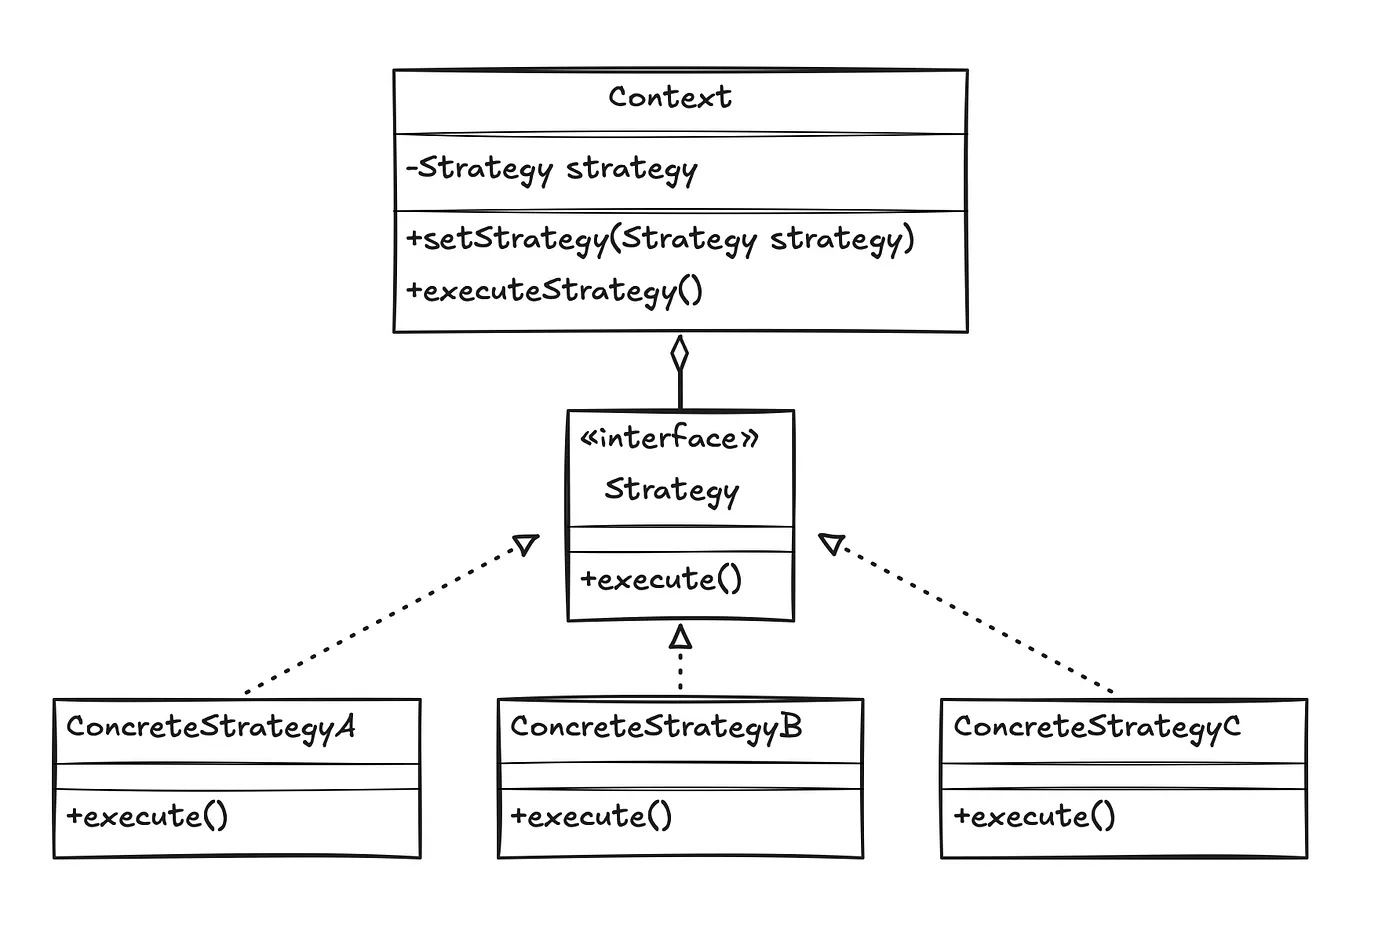 Context
-Strategy strategy
+setStrategy(Strategy strategy)
+executeStrategy()
«interface»
Strategy
+execute()
ConcreteStrategyA
+execute()
ConcreteStrategyB
+execute()
ConcreteStrategyC
+execute()